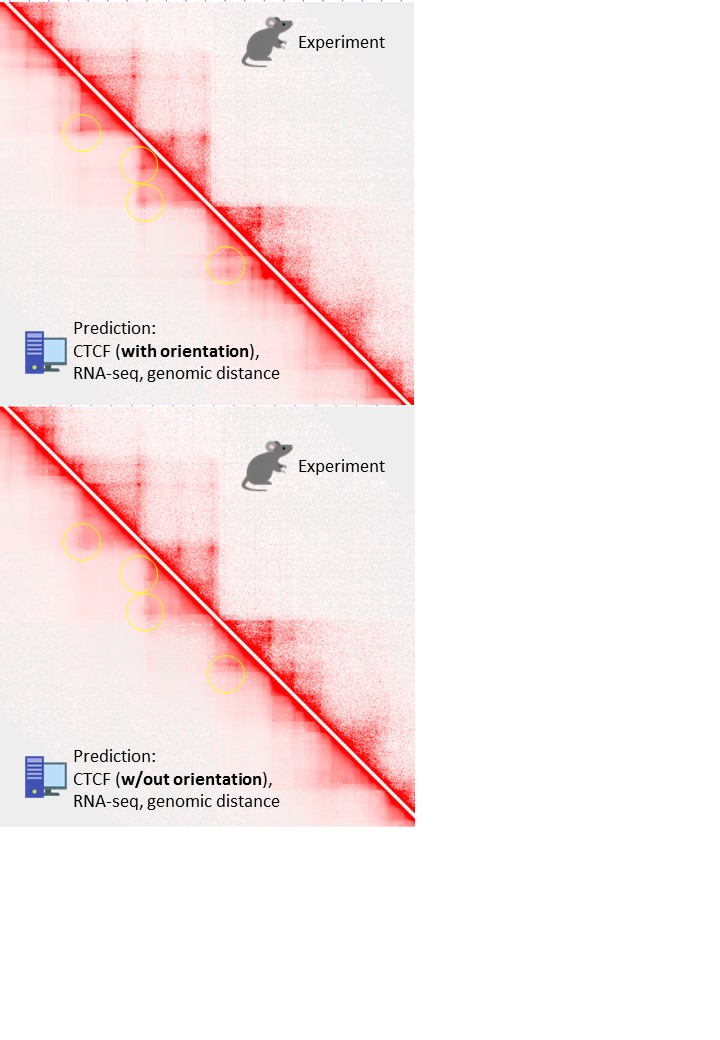 Experiment
Prediction:
CTCF (with orientation),
RNA-seq, genomic distance
Experiment
Prediction:
CTCF (w/out orientation),
RNA-seq, genomic distance